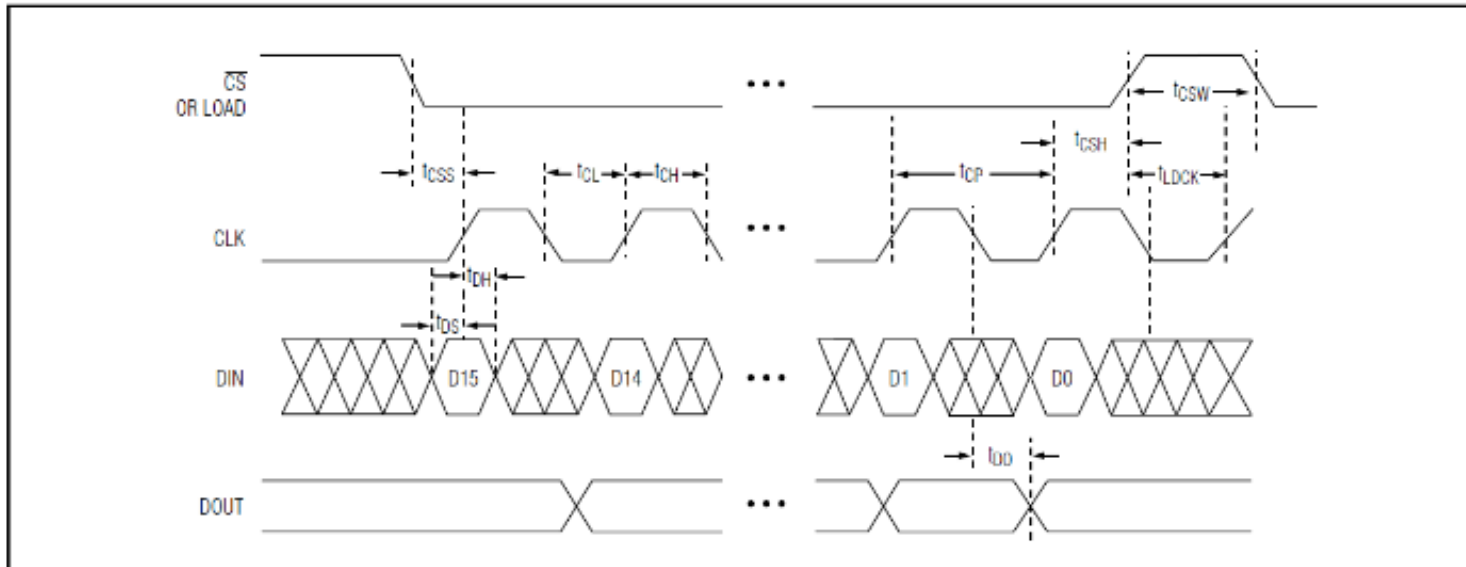 CS
OR LOAD
• • •
tCSW
tCSH
tCSS
tCL
tCH
tCP
tLDCK
CLK
• • •
tDH
tDS
DIN
D15
D14
• • •
D1
D0
tDO
DOUT
• • •